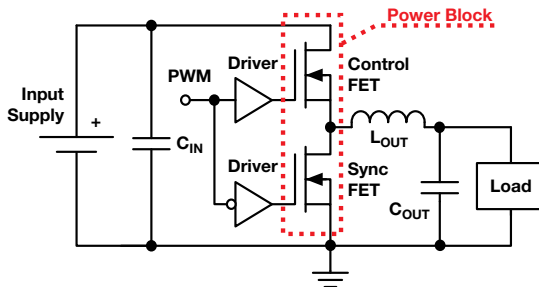 Power Block
Driver
Control
FET
PWM
Input
Supply
+
C_IN
L_OUT
Driver
Sync
FET
Load
C_OUT